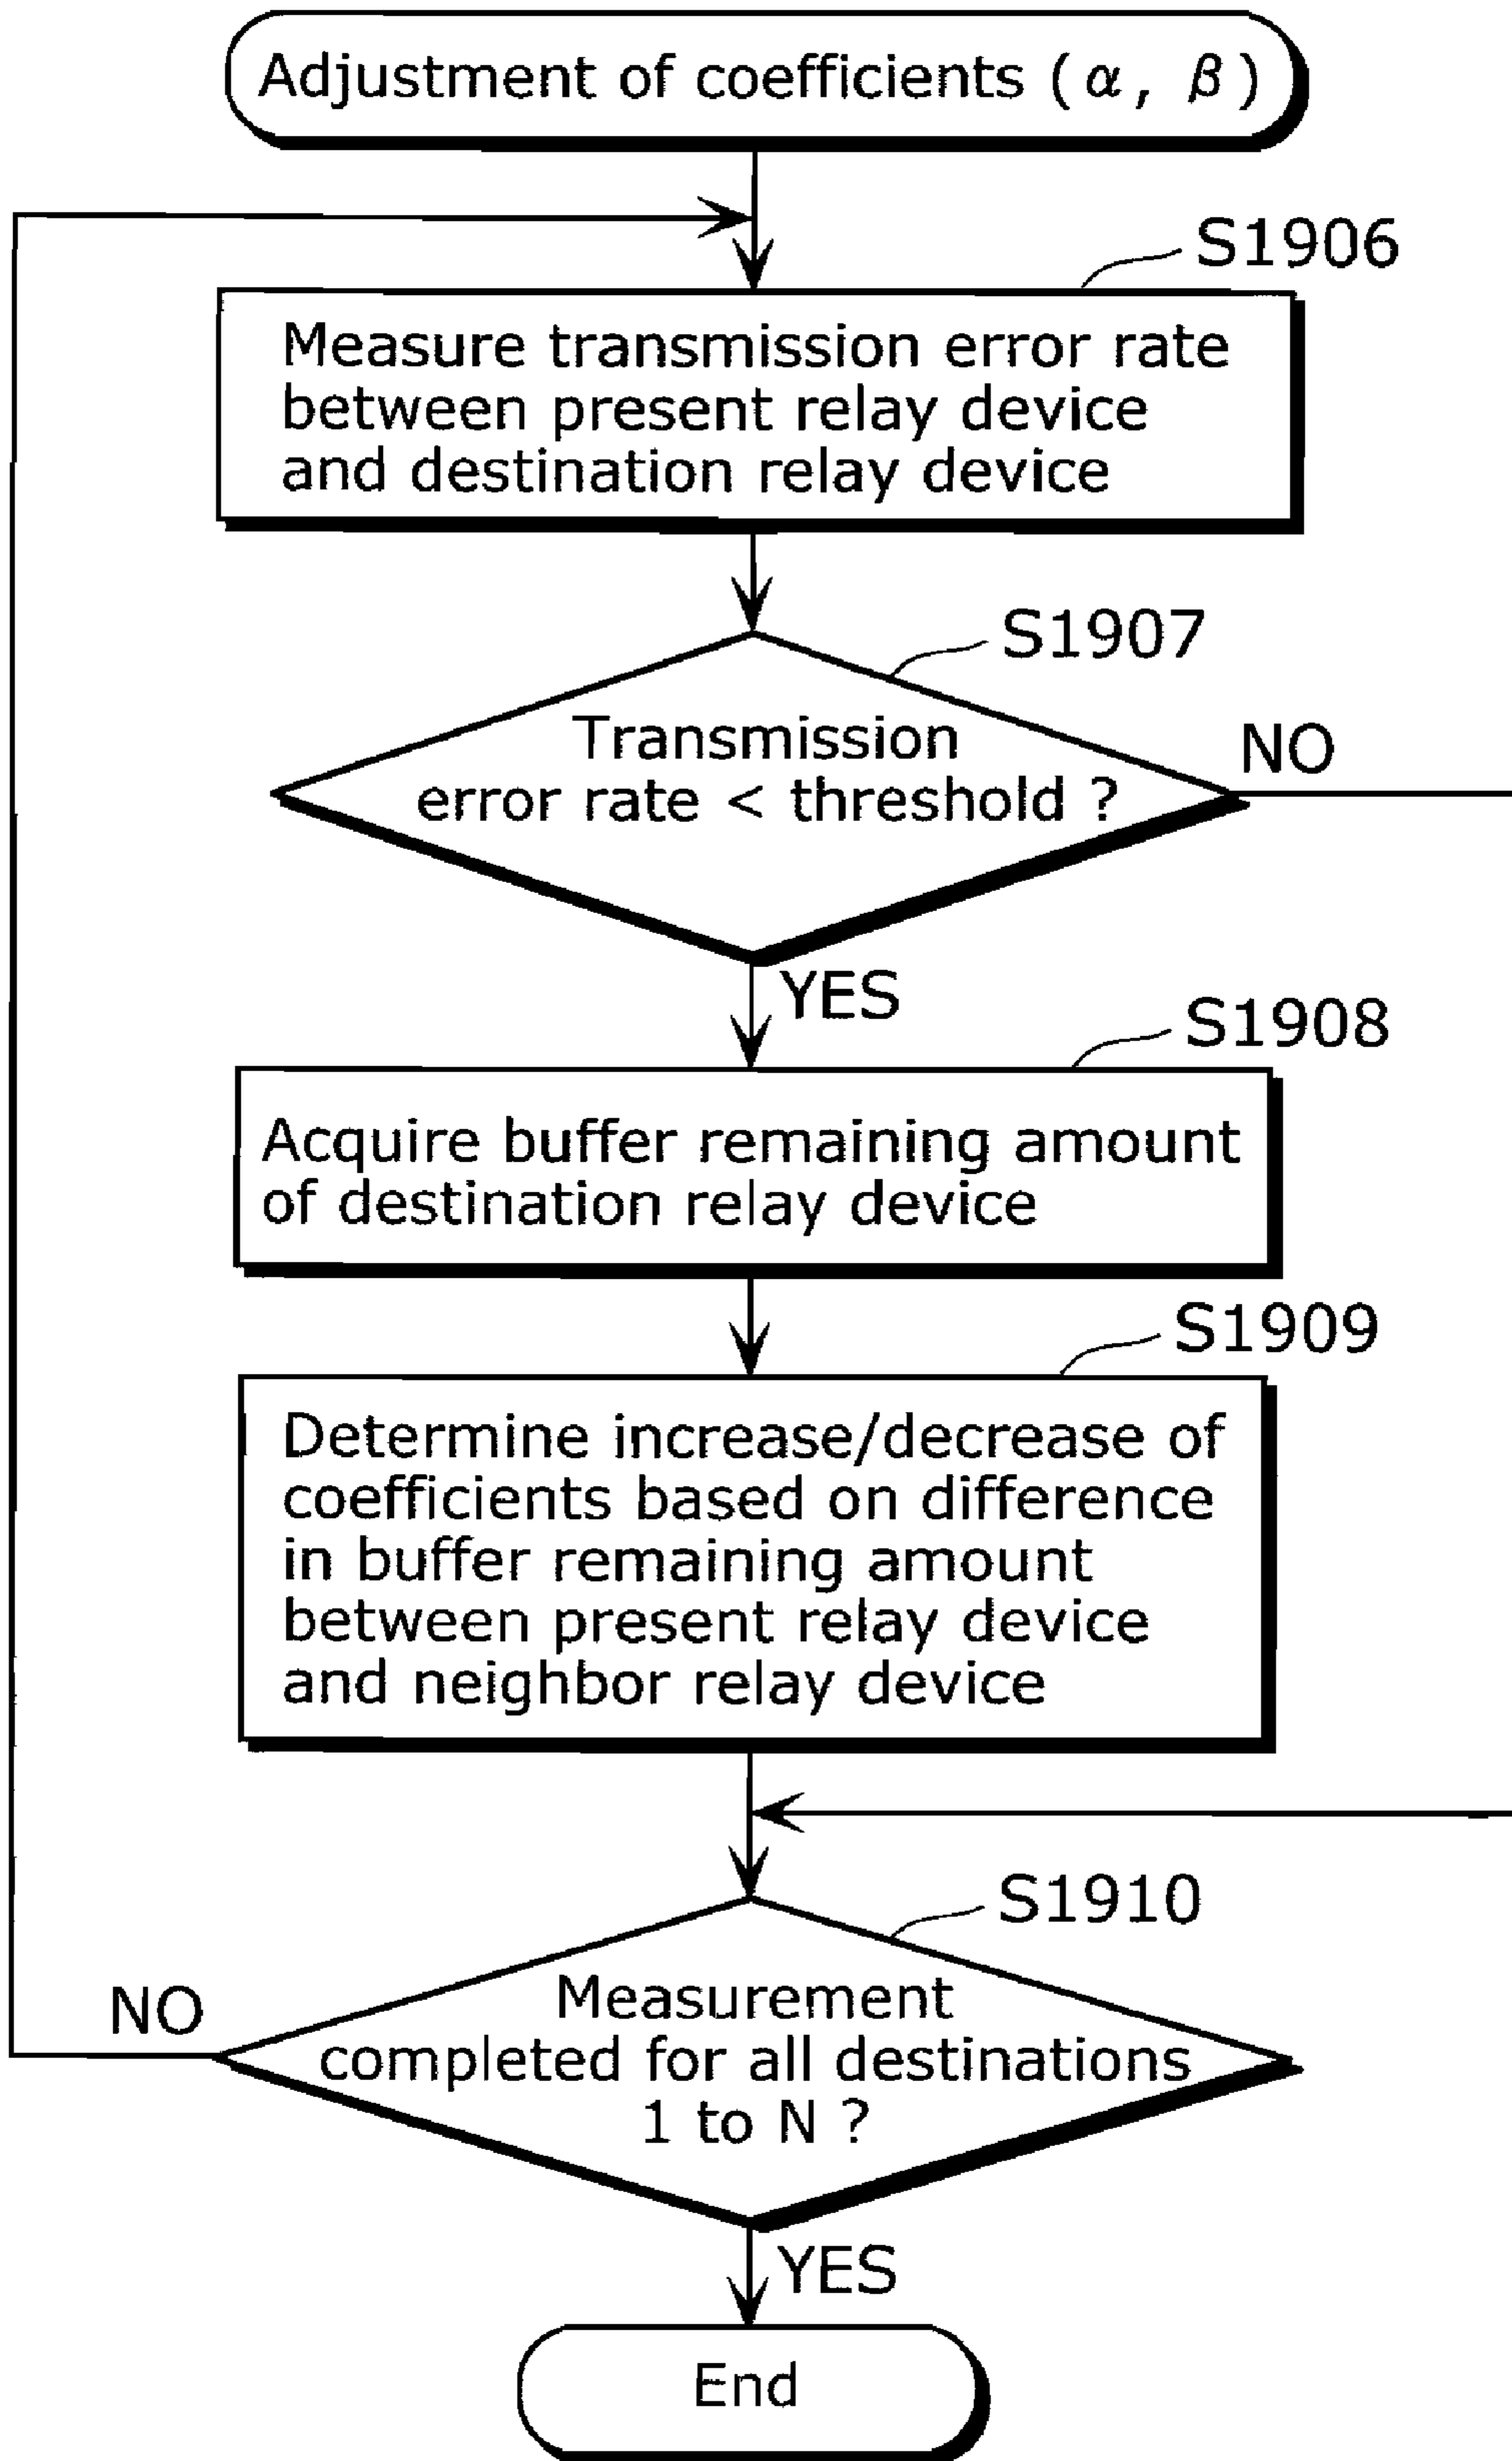 Adjustment of coefficients (α, β)
S1906
Measure transmission error rate
between present relay device
and destination relay device
S1907
Transmission
error rate < threshold ?
NO
YES
S1908
Acquire buffer remaining amount
of destination relay device
S1909
Determine increase/decrease of
coefficients based on difference
in buffer remaining amount
between present relay device
and neighbor relay device
S1910
Measurement
completed for all destinations
1 to N ?
NO
YES
End